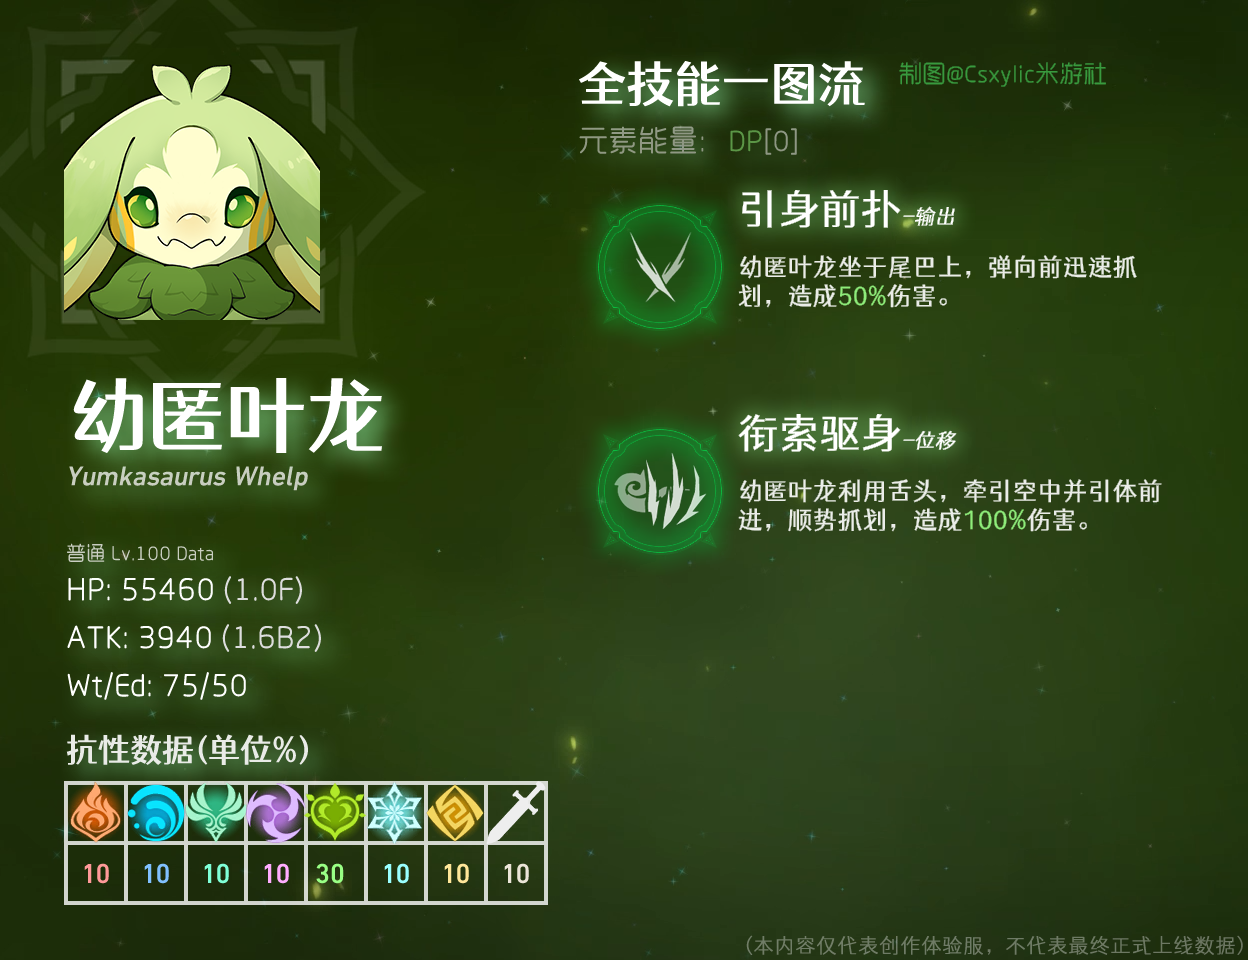 全技能一图流
制图@Csxylic米游社
元素能量: DP[0]
引身前扑-输出
幼匿叶龙坐于尾巴上，弹向前迅速抓
划，造成50%伤害。
幼匿叶龙
Yumkasaurus Whelp
衔索驱身-位移
幼匿叶龙利用舌头，牵引空中并引体前
进，顺势抓划，造成100%伤害。
普通 Lv.100 Data
HP: 55460 (1.0F)
ATK: 3940 (1.6B2)
Wt/Ed: 75/50
抗性数据(单位%)
10 10 10 10 30 10 10 10
(本内容仅代表创作体验服，不代表最终正式上线数据)